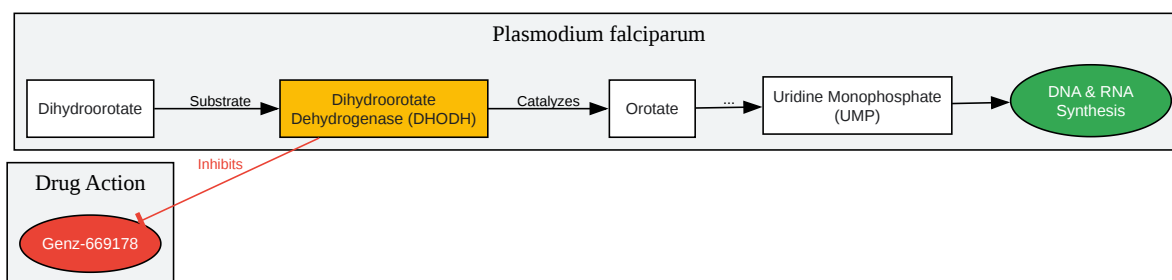 Plasmodium falciparum
Dihydroorotate
Substrate
Dihydroorotate
Dehydrogenase (DHODH)
Catalyzes
Orotate
...
Uridine Monophosphate
(UMP)
DNA & RNA
Synthesis
Inhibits
Drug Action
Genz-669178